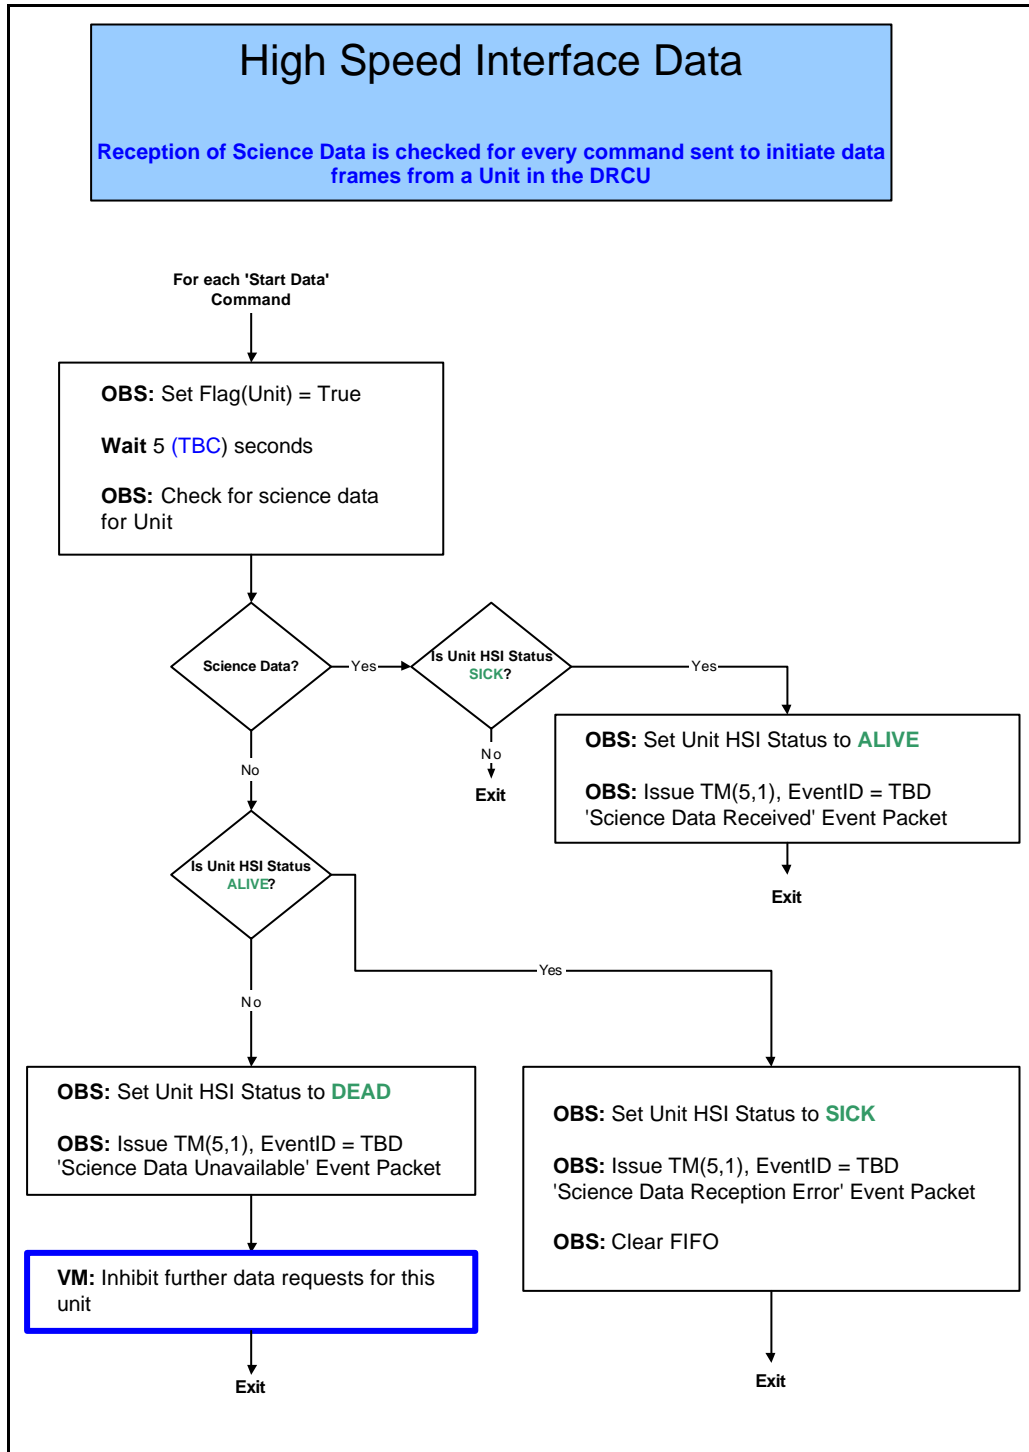 High Speed Interface Data
Reception of Science Data is checked for every command sent to initiate data
frames from a Unit in the DRCU
For each 'Start Data'
Command
OBS: Set Flag(Unit) = True
Wait 5 (TBC) seconds
OBS: Check for science data
for Unit
Science Data?
Yes
Is Unit HSI Status
SICK?
Yes
No
Exit
OBS: Set Unit HSI Status to ALIVE
OBS: Issue TM(5,1), EventID = TBD
'Science Data Received' Event Packet
Exit
No
Is Unit HSI Status
ALIVE?
Yes
No
OBS: Set Unit HSI Status to DEAD
OBS: Issue TM(5,1), EventID = TBD
'Science Data Unavailable' Event Packet
VM: Inhibit further data requests for this
unit
Exit
OBS: Set Unit HSI Status to SICK
OBS: Issue TM(5,1), EventID = TBD
'Science Data Reception Error' Event Packet
OBS: Clear FIFO
Exit